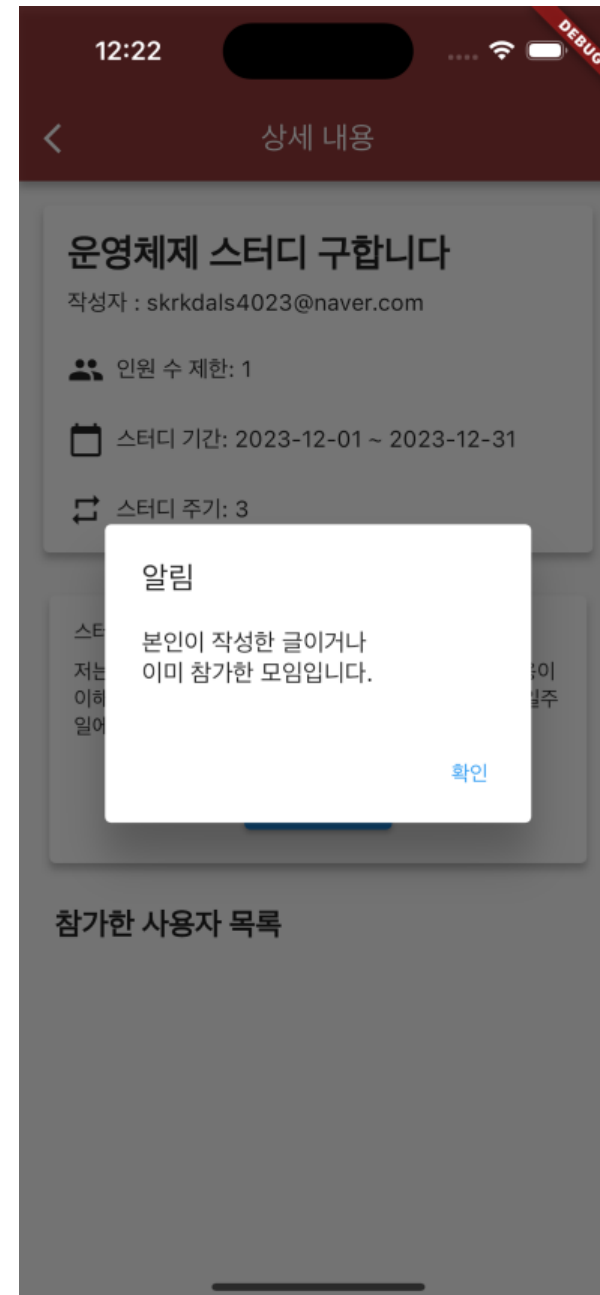 12:22
DEBUG
상세 내용
운영체제 스터디 구합니다
작성자 : skrkdals4023@naver.com
인원 수 제한: 1
스터디 기간: 2023-12-01 ~ 2023-12-31
스터디 주기: 3
알림
본인이 작성한 글이거나
이미 참가한 모임입니다.
확인
참가한 사용자 목록